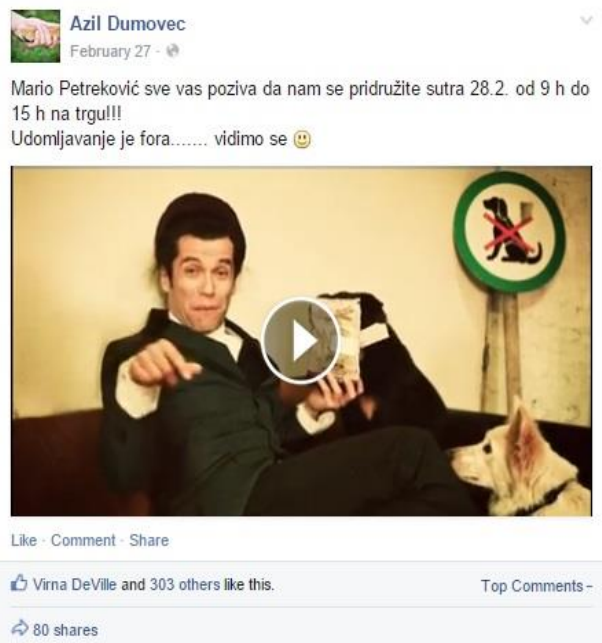 Azil Dumovec
February 27 ·
Mario Petreković sve vas poziva da nam se pridružite sutra 28.2. od 9 h do
15 h na trgu!!!
Udomljavanje je fora....... vidimo se
Like · Comment · Share
Virna DeVille and 303 others like this.
Top Comments
80 shares